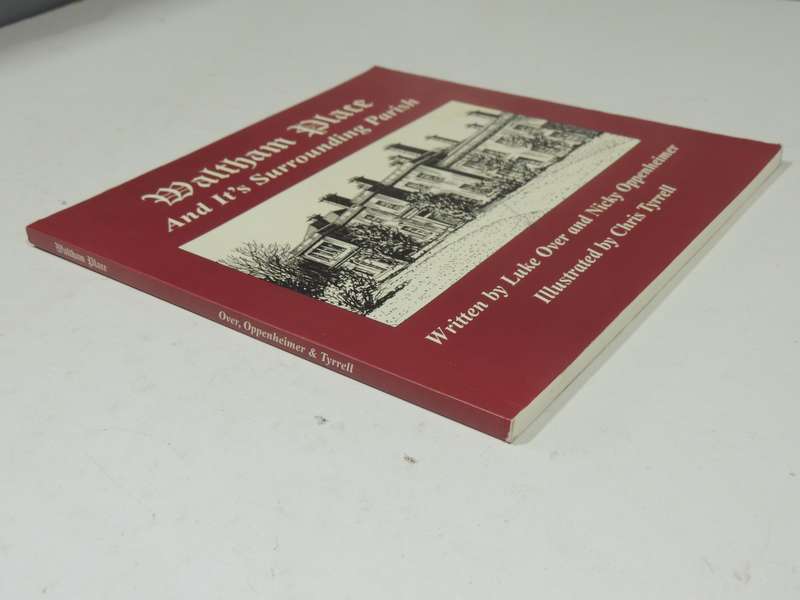 Waltham Place
And It's Surrounding Parish
Written by Luke Over and Nicky Oppenheimer
Illustrated by Chris Tyrrell
Waltham Place
Over, Oppenheimer & Tyrrell